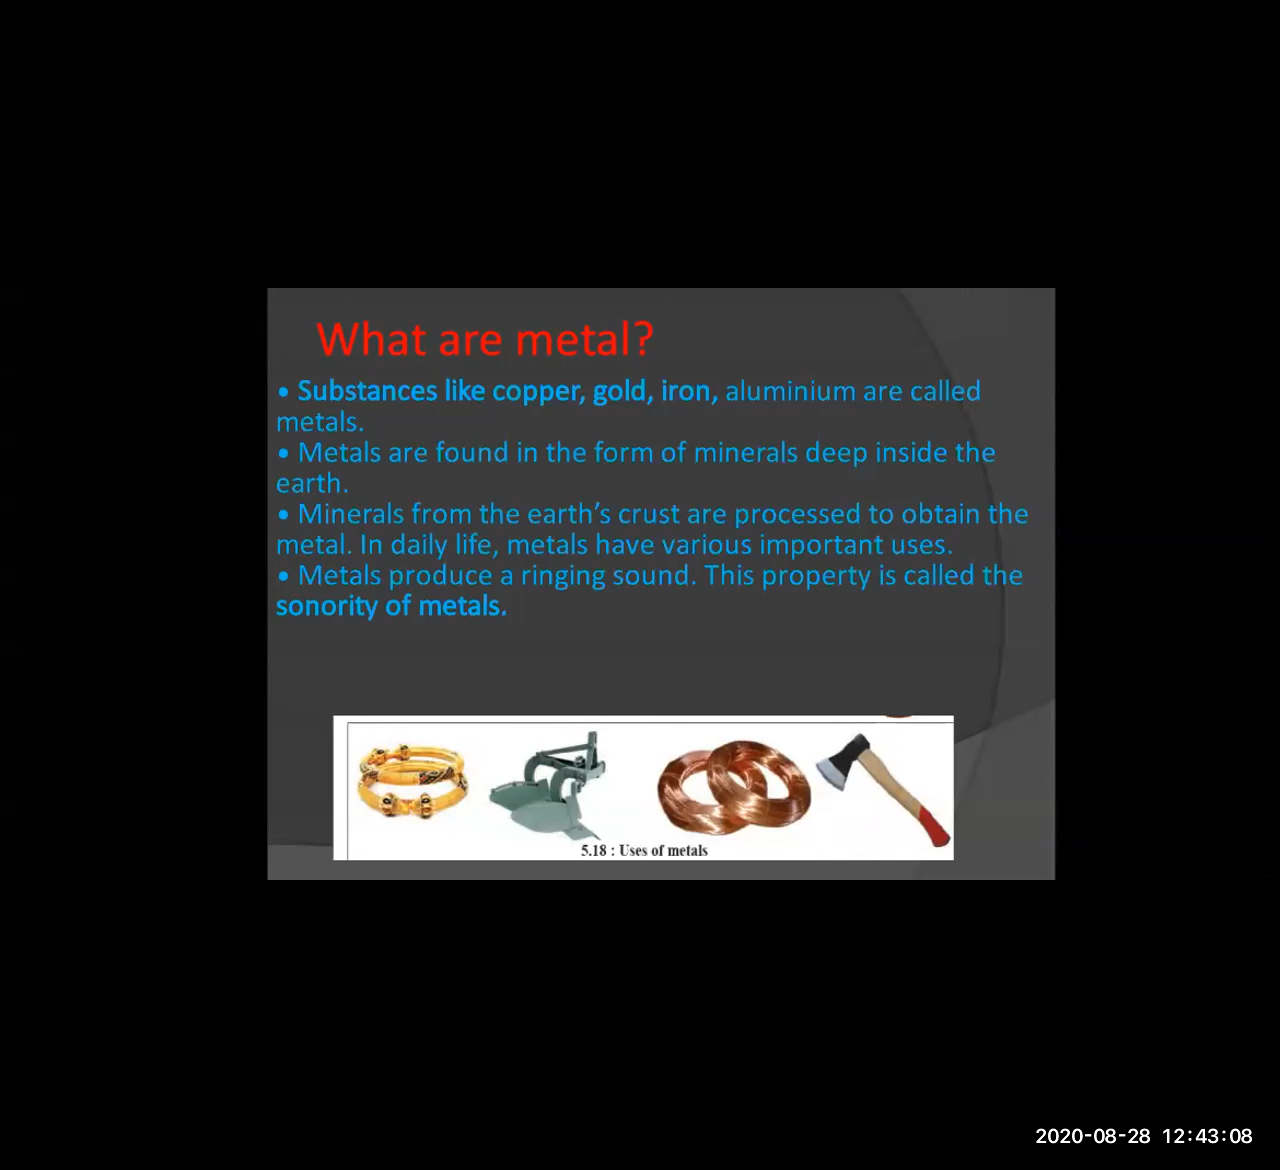 What are metal?
• Substances like copper, gold, iron, aluminium are called
metals.
• Metals are found in the form of minerals deep inside the
earth.
• Minerals from the earth’s crust are processed to obtain the
metal. In daily life, metals have various important uses.
• Metals produce a ringing sound. This property is called the
sonority of metals.
5.18 : Uses of metals
2020-08-28 12:43:08